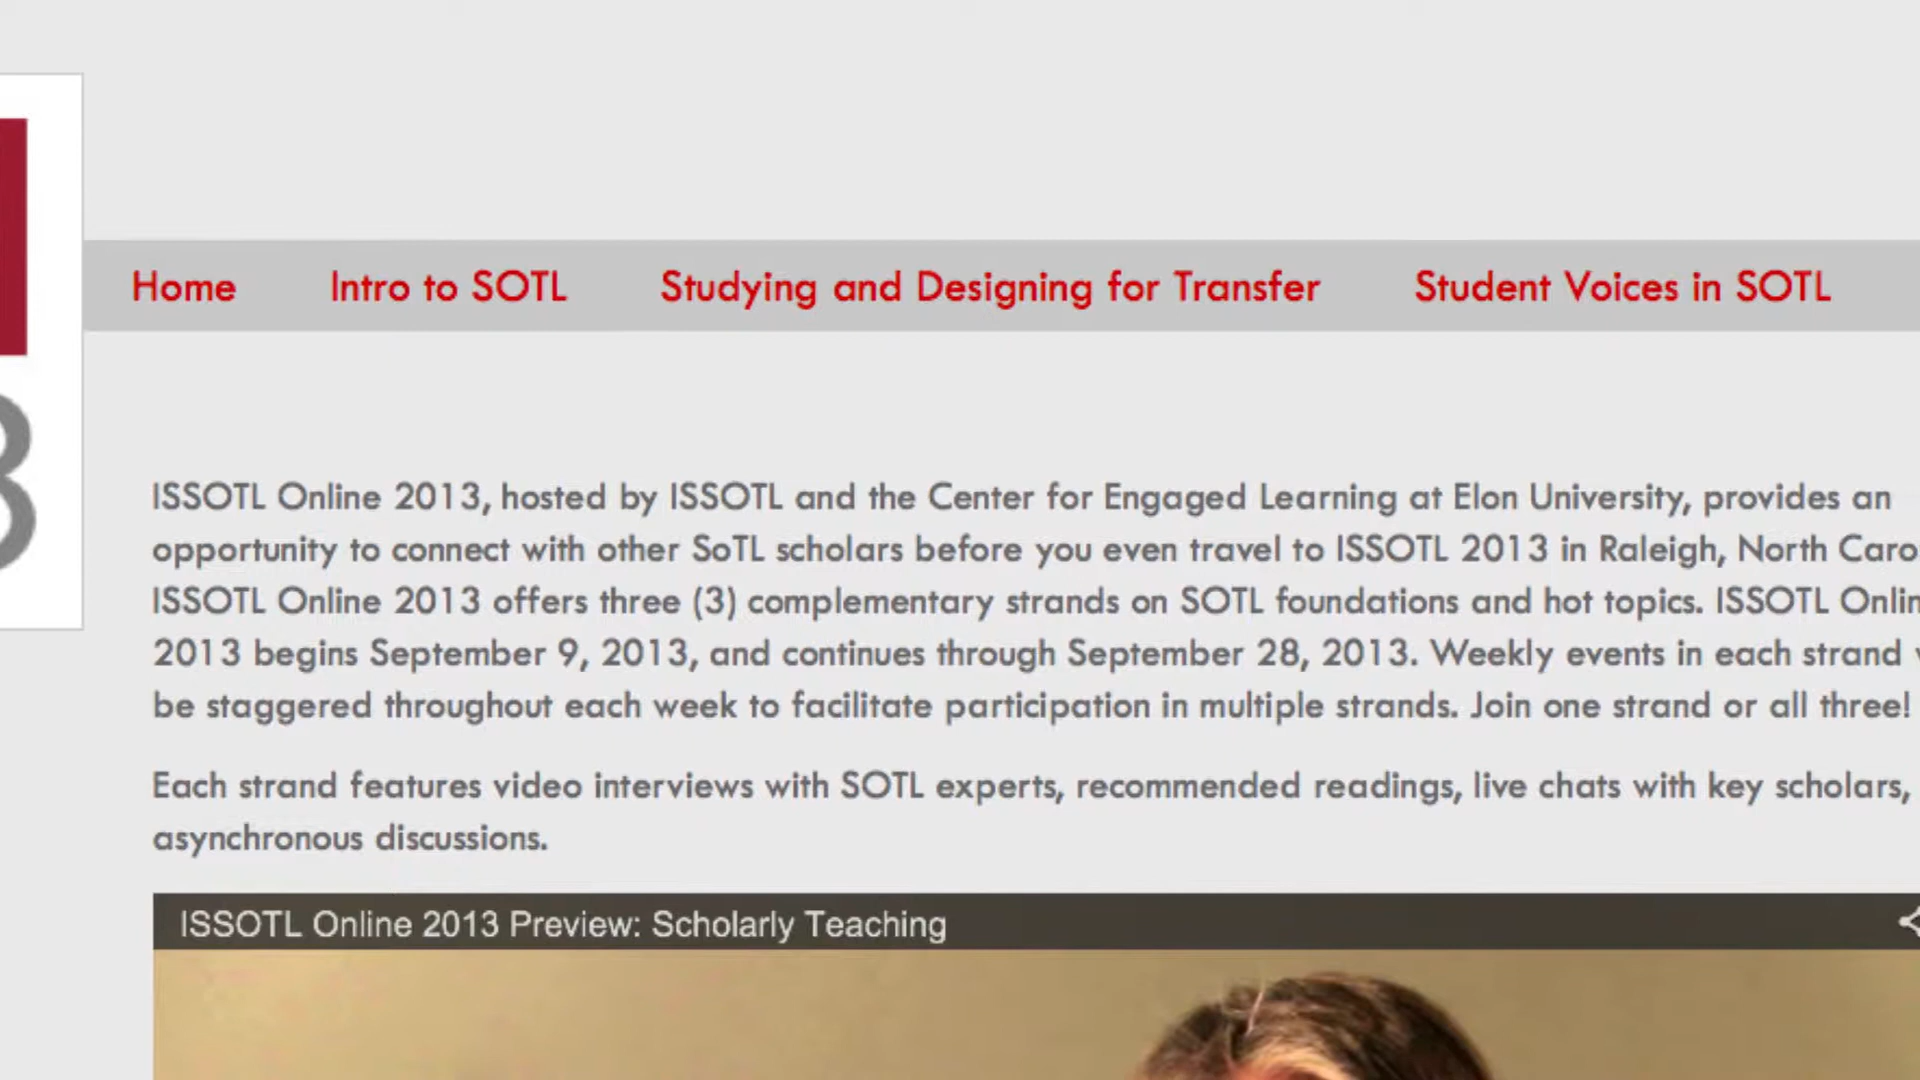 Home Intro to SOTL Studying and Designing for Transfer Student Voices in SOTL
ISSOTL Online 2013, hosted by ISSOTL and the Center for Engaged Learning at Elon University, provides an
opportunity to connect with other SoTL scholars before you even travel to ISSOTL 2013 in Raleigh, North
ISSOTL Online 2013 offers three (3) complementary strands on SOTL foundations and hot topics. ISSOTL
2013 begins September 9, 2013, and continues through September 28, 2013. Weekly events in each strand
be staggered throughout each week to facilitate participation in multiple strands. Join one strand or all three!
Each strand features video interviews with SOTL experts, recommended readings, live chats with key scholars,
asynchronous discussions.
ISSOTL Online 2013 Preview: Scholarly Teaching